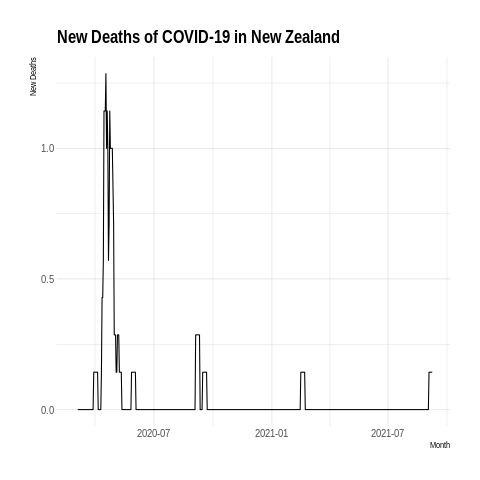 New Deaths of COVID-19 in New Zealand
New Deaths
1.0
0.5
0.0
2020-07 2021-01 2021-07
Month